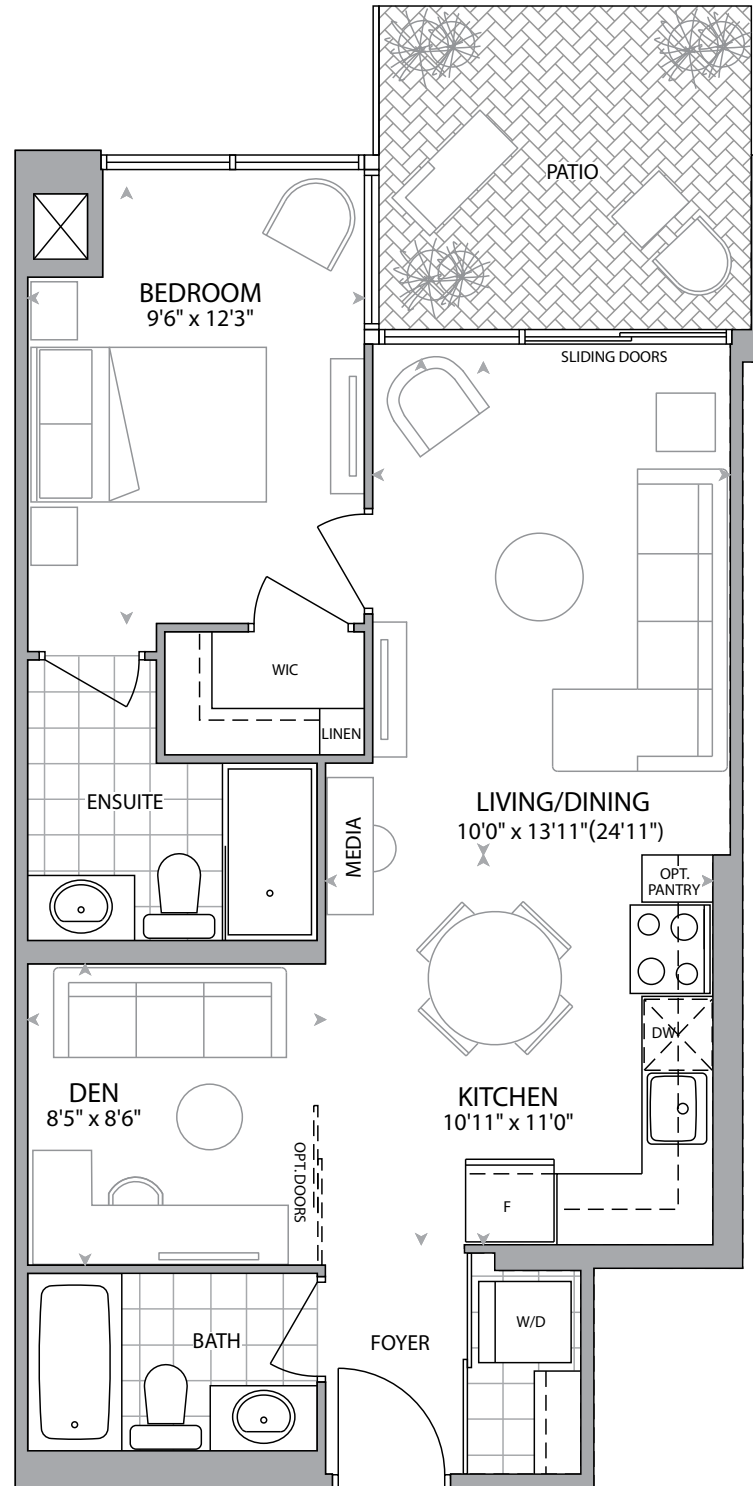 PATIO
BEDROOM
9'6" x 12'3"
SLIDING DOORS
WIC
LINEN
ENSUITE
MEDIA
LIVING/DINING
10'0" x 13'11"(24'11")
OPT.
PANTRY
DW
DEN
8'5" x 8'6"
KITCHEN
10'11" x 11'0"
OPT. DOORS
F
W/D
BATH
FOYER